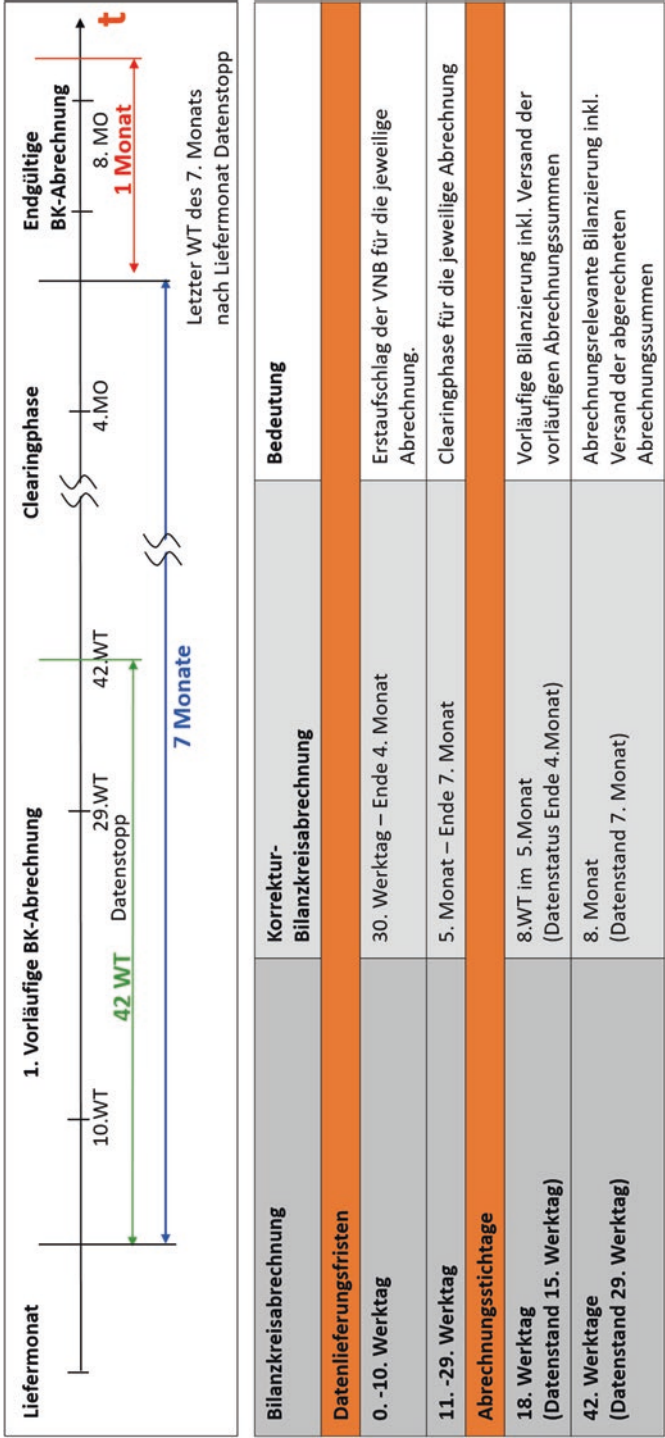 Liefermonat
1. Vorläufige BK-Abrechnung
Clearingphase
Endgültige
BK-Abrechnung
10.WT
29.WT
42.WT
4.MO
8. MO
t
42 WT
Datenstopp
1 Monat
7 Monate
Letzter WT des 7. Monats
nach Liefermonat Datenstopp
Bilanzkreisabrechnung
Korrektur-
Bilanzkreisabrechnung
Bedeutung
Datenlieferungsfristen
0. -10. Werktag
30. Werktag – Ende 4. Monat
Erstaufschlag der VNB für die jeweilige
Abrechnung.
11. -29. Werktag
5. Monat – Ende 7. Monat
Clearingphase für die jeweilige Abrechnung
Abrechnungsstichtage
18. Werktag
(Datenstand 15. Werktag)
8.WT im 5.Monat
(Datenstatus Ende 4.Monat)
Vorläufige Bilanzierung inkl. Versand der
vorläufigen Abrechnungssummen
42. Werktage
(Datenstand 29. Werktag)
8. Monat
(Datenstand 7. Monat)
Abrechnungsrelevante Bilanzierung inkl.
Versand der abgerechneten
Abrechnungssummen